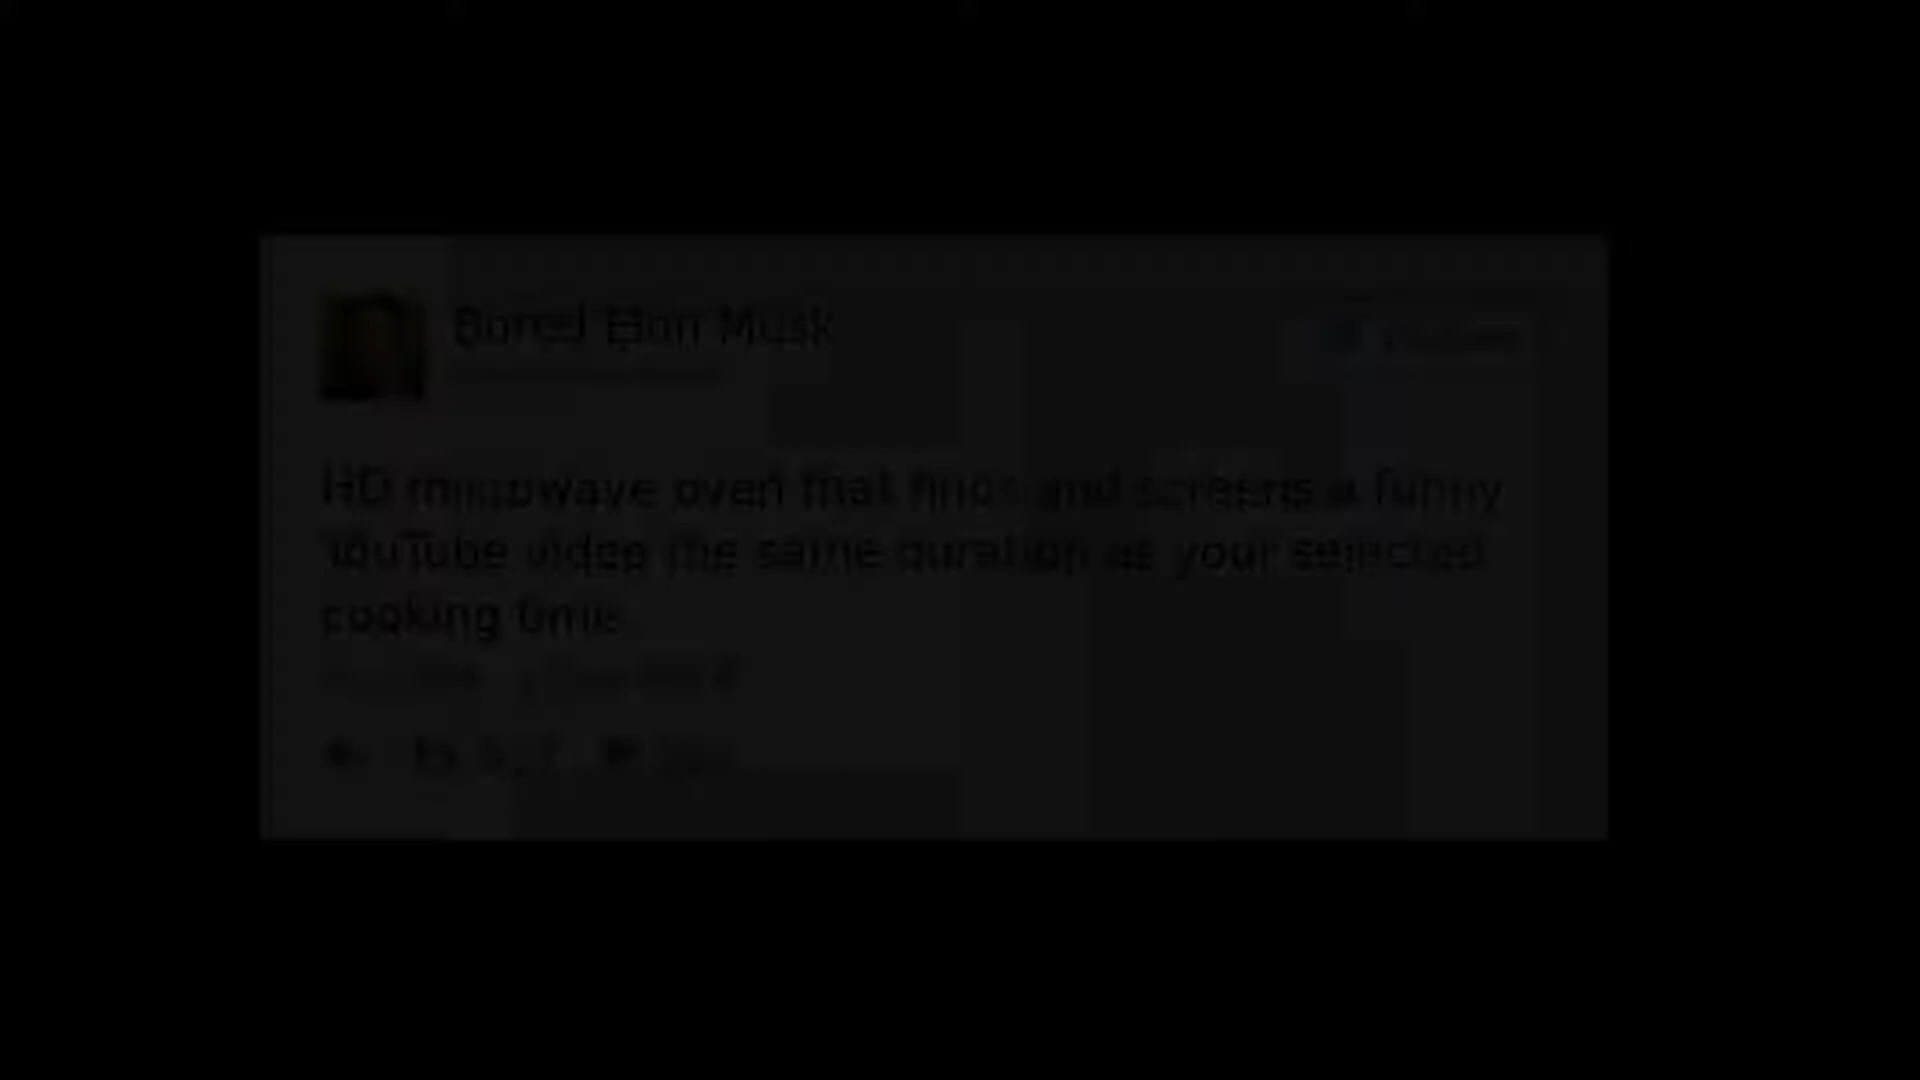 Bored Elon Musk
HD microwave oven that finds and screens a funny
YouTube video the same duration as your selected
cooking time